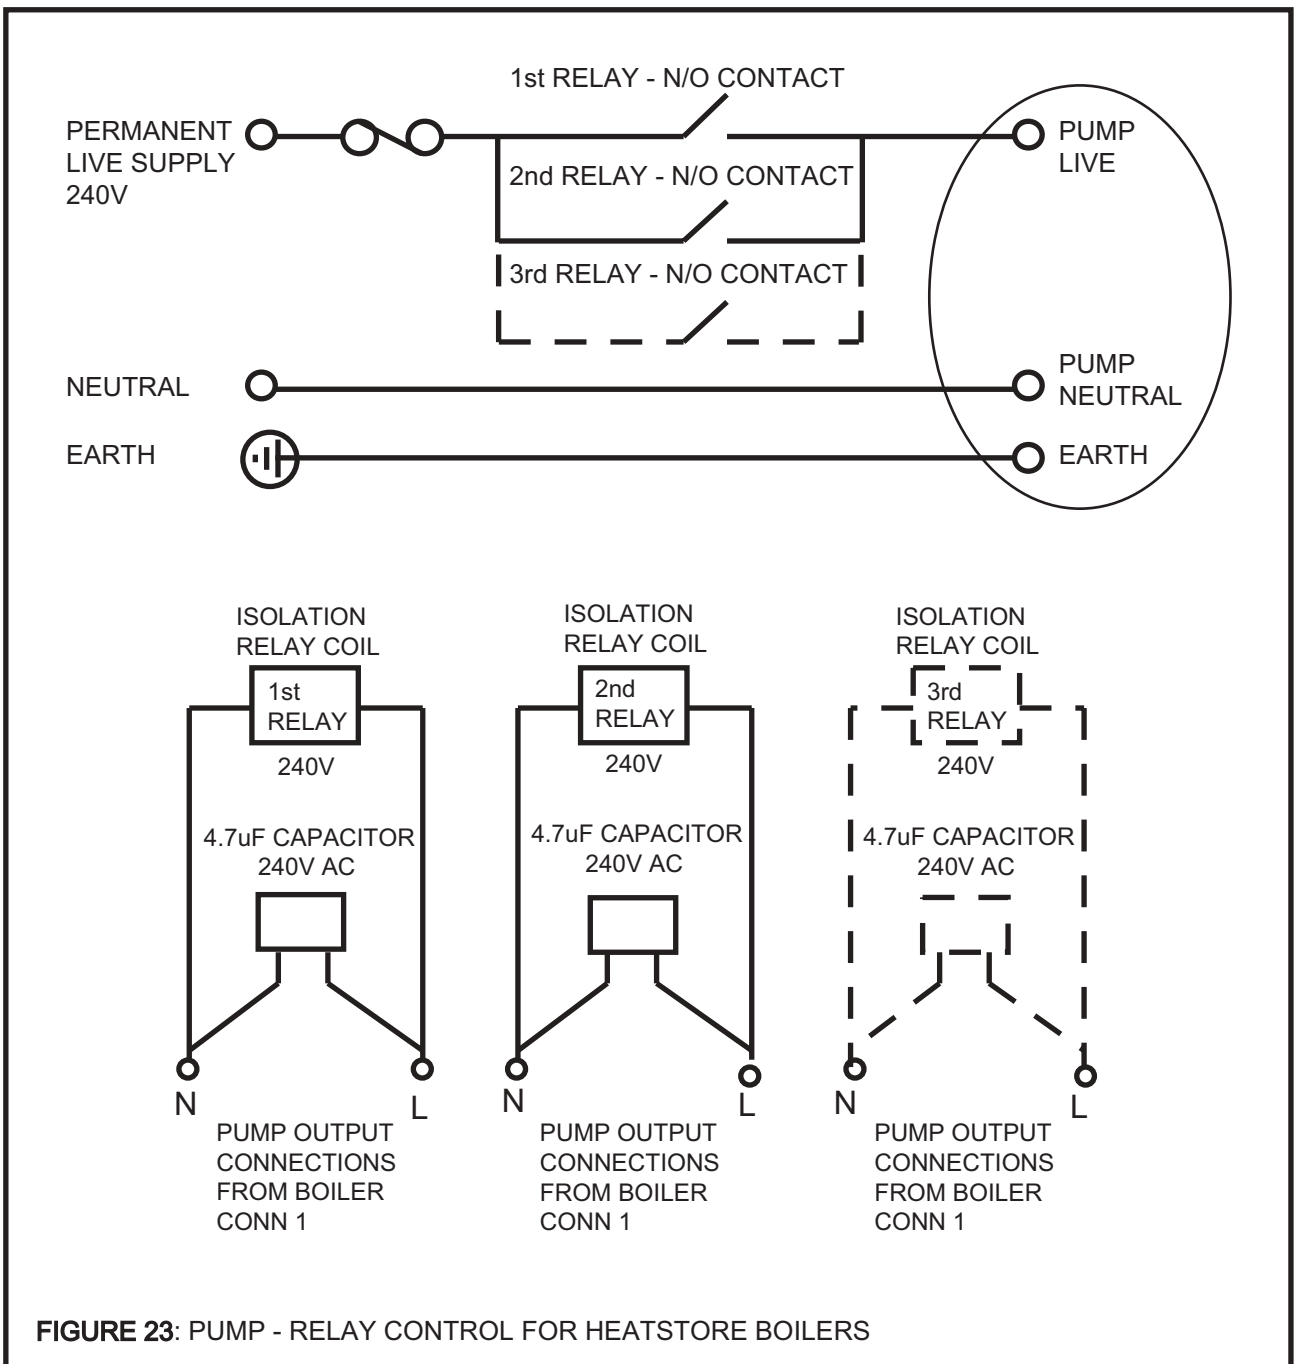 1st RELAY - N/O CONTACT
PERMANENT
LIVE SUPPLY
240V
PUMP
LIVE
2nd RELAY - N/O CONTACT
3rd RELAY - N/O CONTACT
NEUTRAL
PUMP
NEUTRAL
EARTH
EARTH
ISOLATION
RELAY COIL
1st
RELAY
240V
4.7uF CAPACITOR
240V AC
N
L
PUMP OUTPUT
CONNECTIONS
FROM BOILER
CONN 1
ISOLATION
RELAY COIL
2nd
RELAY
240V
4.7uF CAPACITOR
240V AC
N
L
PUMP OUTPUT
CONNECTIONS
FROM BOILER
CONN 1
ISOLATION
RELAY COIL
3rd
RELAY
240V
4.7uF CAPACITOR
240V AC
N
L
PUMP OUTPUT
CONNECTIONS
FROM BOILER
CONN 1
FIGURE 23: PUMP - RELAY CONTROL FOR HEATSTORE BOILERS